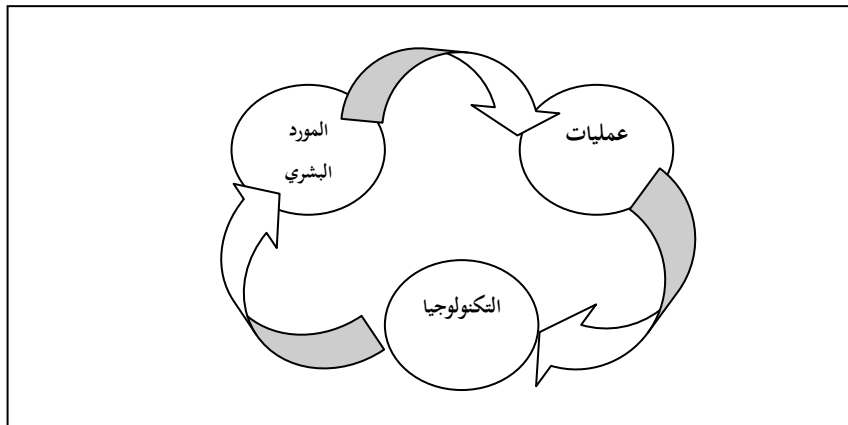 المورد
البشري
عمليات
التكنولوجيا